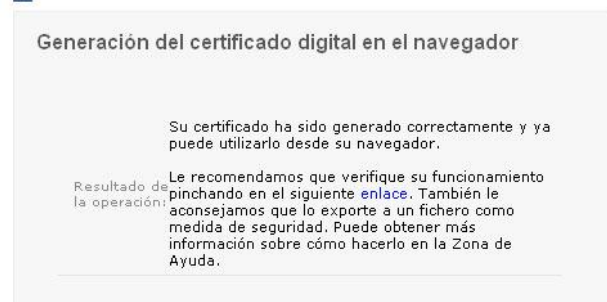 Generación del certificado digital en el navegador
Su certificado ha sido generado correctamente y ya
puede utilizarlo desde su navegador.
Resultado de
la operación:
Le recomendamos que verifique su funcionamiento
pinchando en el siguiente enlace. También le
aconsejamos que lo exporte a un fichero como
medida de seguridad. Puede obtener más
información sobre cómo hacerlo en la Zona de
Ayuda.